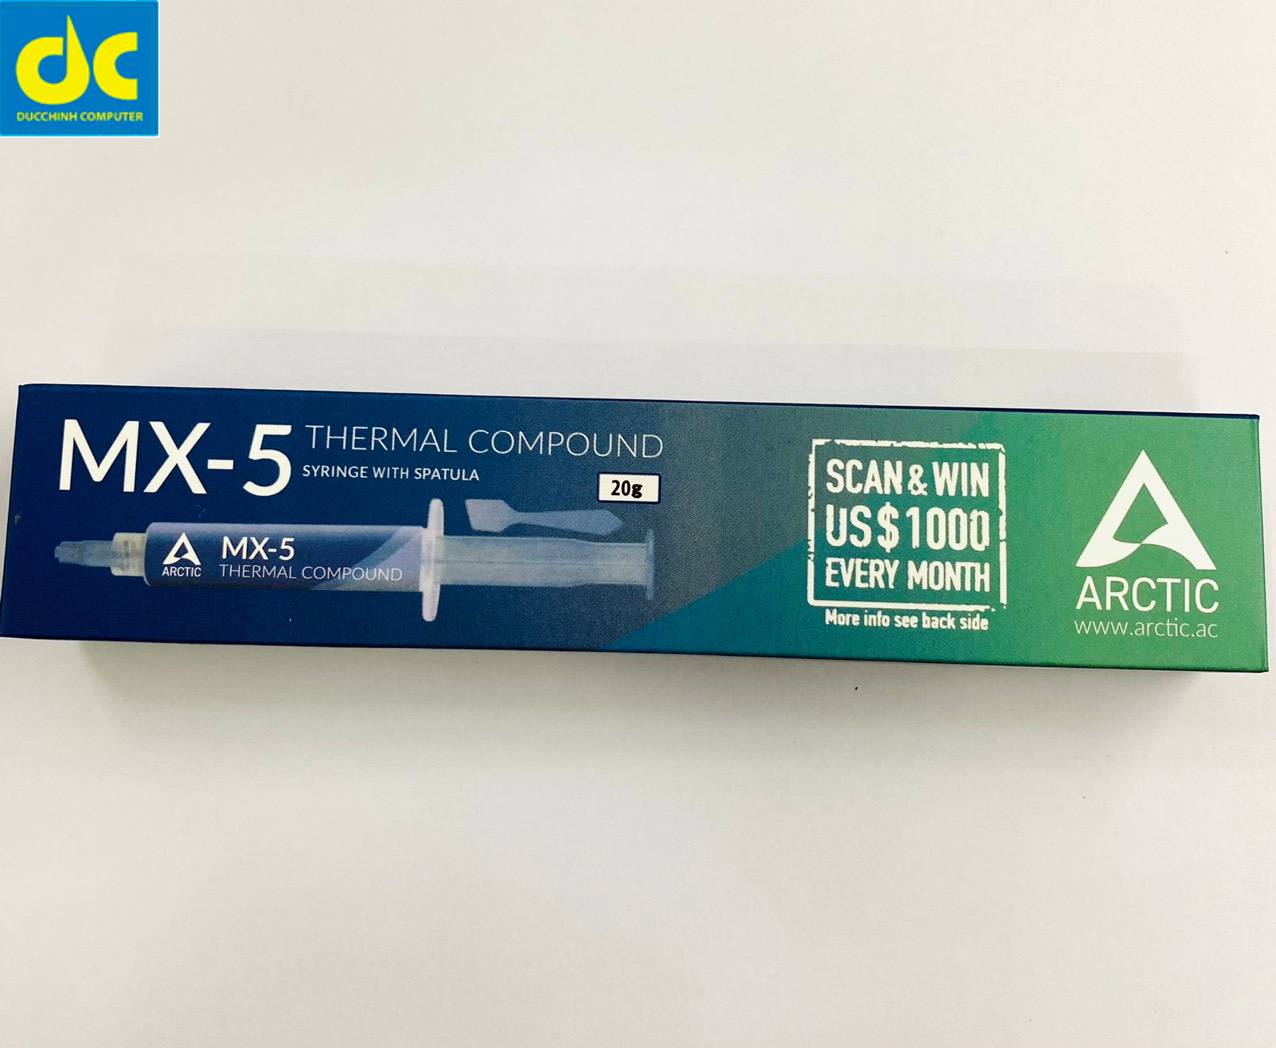 dc
DUCCHINH COMPUTER
MX-5 THERMAL COMPOUND
SYRINGE WITH SPATULA
20g
ARCTIC
MX-5
THERMAL COMPOUND
SCAN & WIN
US$1000
EVERY MONTH
More info see back side
ARCTIC
www.arctic.ac